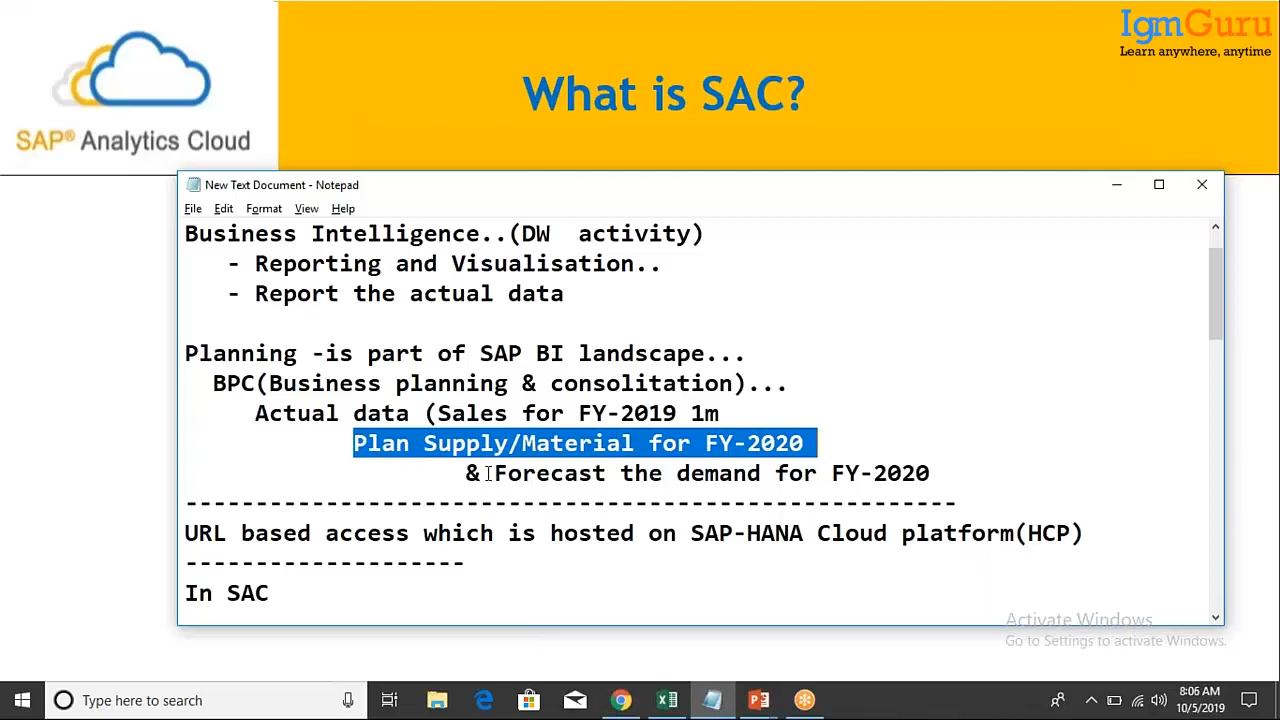 IgmGuru
Learn anywhere, anytime
What is SAC?
SAP® Analytics Cloud
New Text Document - Notepad
File Edit Format View Help
Business Intelligence..(DW  activity)
- Reporting and Visualisation..
- Report the actual data
Planning -is part of SAP BI landscape...
BPC(Business planning & consolitation)...
Actual data (Sales for FY-2019 1m
Plan Supply/Material for FY-2020
& Forecast the demand for FY-2020
-------------------------------------------------------
URL based access which is hosted on SAP-HANA Cloud platform(HCP)
--------------------
In SAC
Activate Windows
Go to Settings to activate Windows.
Type here to search
8:06 AM
10/5/2019